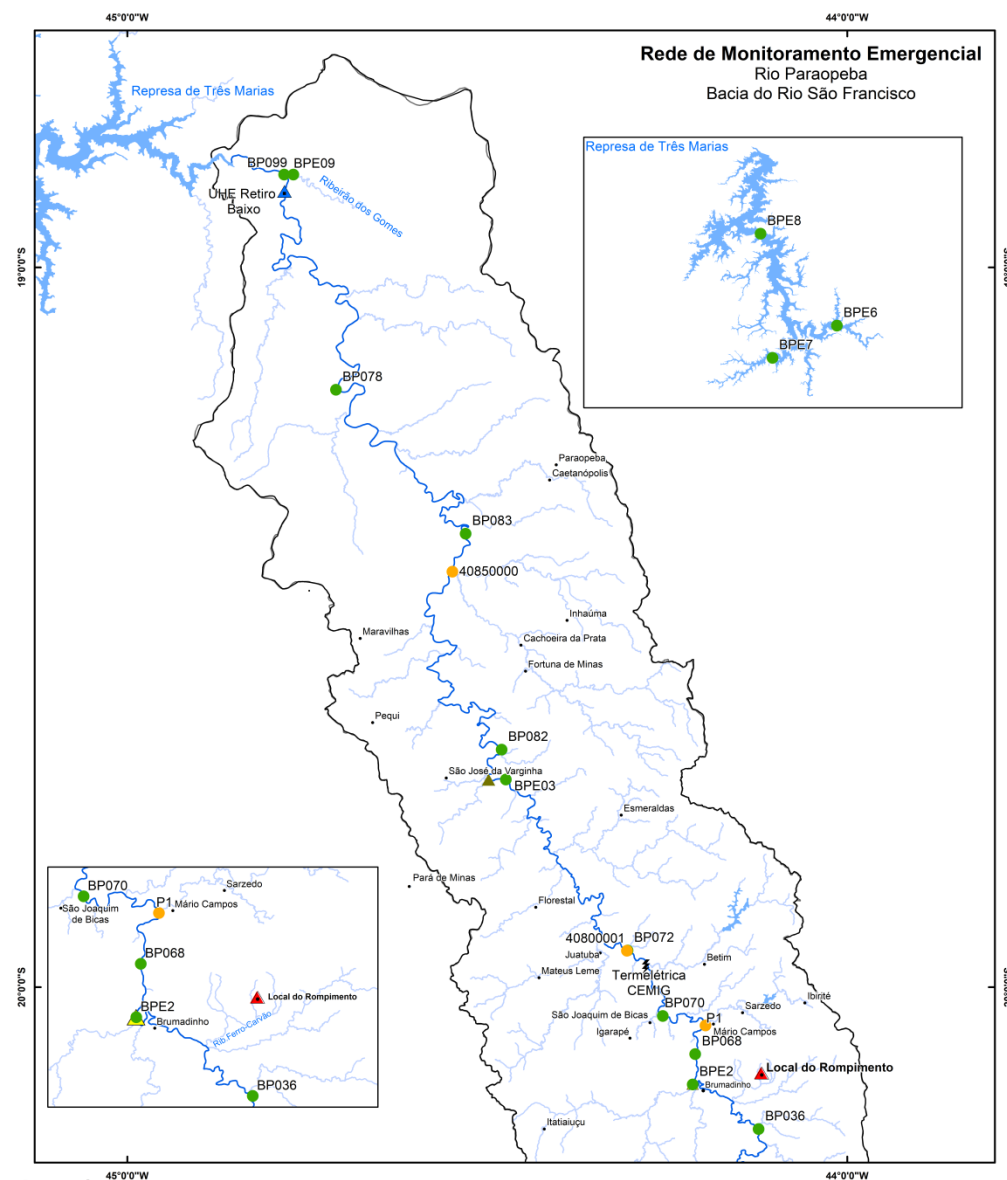 45°0'0"W
44°0'0"W
Rede de Monitoramento Emergencial
Rio Paraopeba
Bacia do Rio São Francisco
Represa de Três Marias
Represa de Três Marias
BPE8
BPE6
BPE7
BP099
BPE09
UHE Retiro
Baixo
Ribeirão dos Gomes
19°0'0"S
BP078
Paraopeba
Caetanópolis
BP083
40850000
Inhaúma
Maravilhas
Cachoeira da Prata
Fortuna de Minas
Pequi
BP082
São José da Varginha
BPE03
Esmeraldas
Pará de Minas
Florestal
40800001
BP072
Juatuba
Betim
Mateus Leme
Termelétrica
CEMIG
20°0'0"S
BP070
Ibirité
Sarzedo
São Joaquim de Bicas
P1
Mário Campos
Igarapé
BP068
Local do Rompimento
BPE2
Brumadinho
BP036
Itatiaiuçu
BP070
Sarzedo
São Joaquim
de Bicas
P1
Mário Campos
BP068
Local do Rompimento
BPE2
Brumadinho
Rib Ferro-Carvão
BP036
45°0'0"W
44°0'0"W